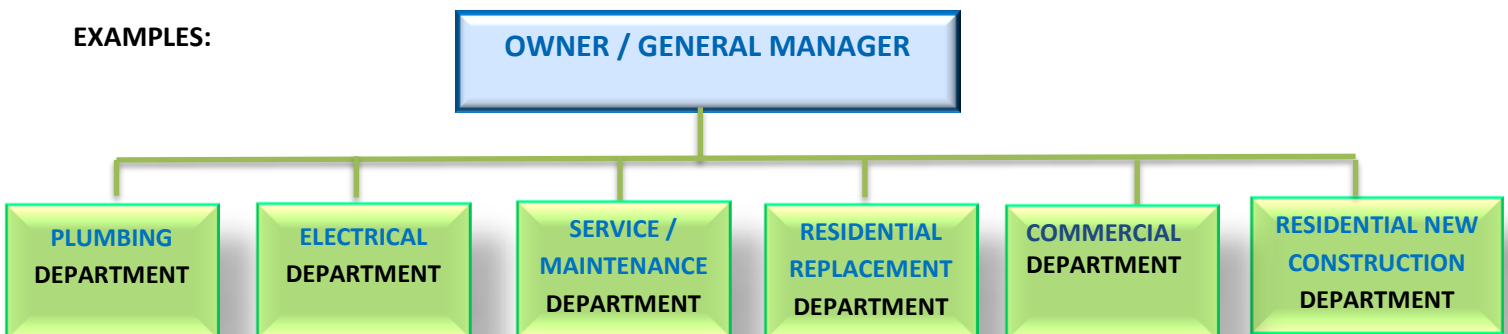 EXAMPLES:
OWNER / GENERAL MANAGER
PLUMBING
DEPARTMENT
ELECTRICAL
DEPARTMENT
SERVICE /
MAINTENANCE
DEPARTMENT
RESIDENTIAL
REPLACEMENT
DEPARTMENT
COMMERCIAL
DEPARTMENT
RESIDENTIAL NEW
CONSTRUCTION
DEPARTMENT